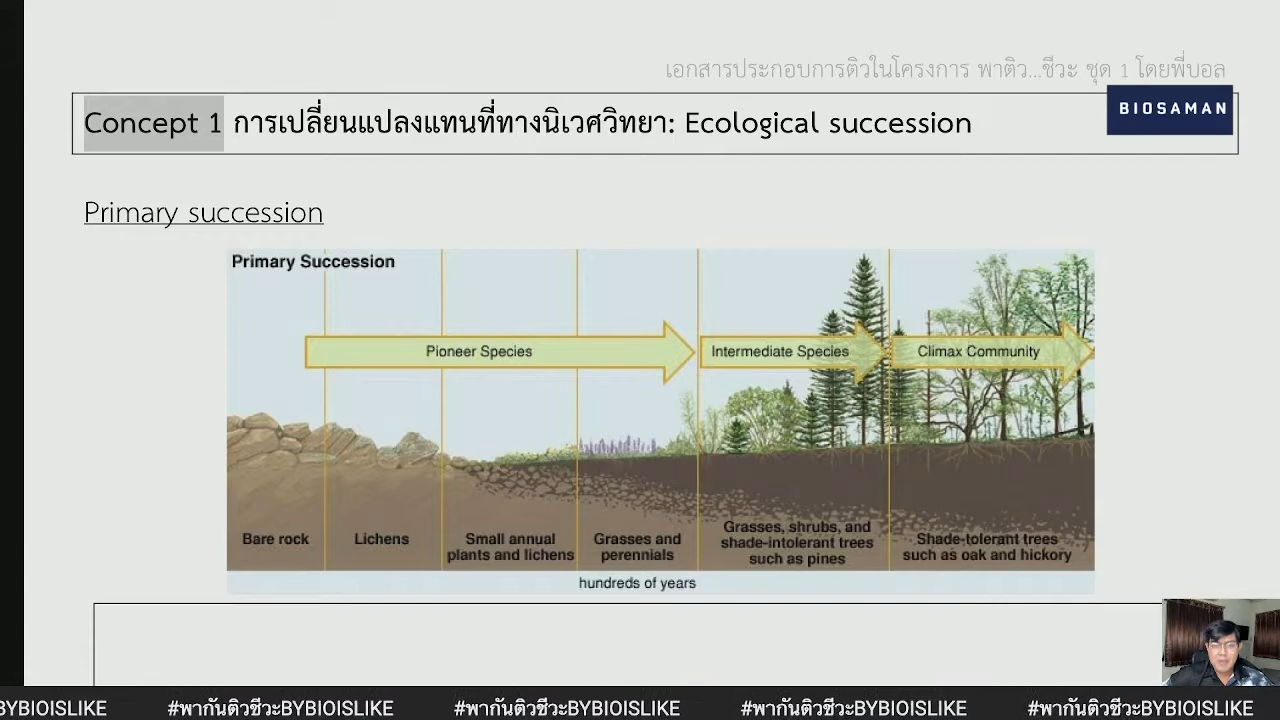 เอกสารประกอบการติวในโครงการ พาติว...ชีวะ ชุด 1 โดยพี่บอล
BIOSAMAN
Concept 1 การเปลี่ยนแปลงแทนที่ทางนิเวศวิทยา: Ecological succession
Primary succession
Primary Succession
Pioneer Species
Intermediate Species
Climax Community
Bare rock
Lichens
Small annual
plants and lichens
Grasses and
perennials
Grasses, shrubs, and
shade-intolerant trees
such as pines
Shade-tolerant trees
such as oak and hickory
hundreds of years
BYBIOISLIKE #พากันติวชีวะBYBIOISLIKE #พากันติวชีวะBYBIOISLIKE #พากันติวชีวะBYBIOISLIKE #พากันติวชีวะBYBIOISLIKE